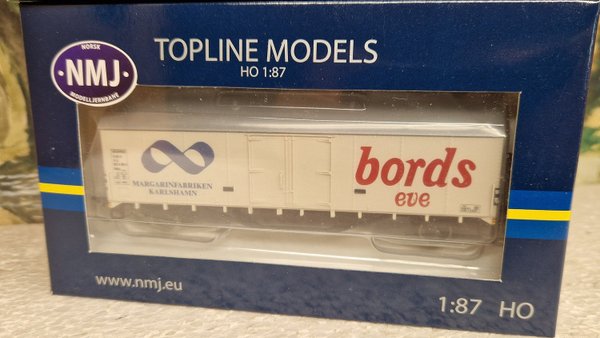 NORSK
NMJ
MODELLJERNBANE
TOPLINE MODELS
HO 1:87
MARGARINFABRIKEN
KARLSHAMN
bords
eve
www.nmj.eu
1:87 HO